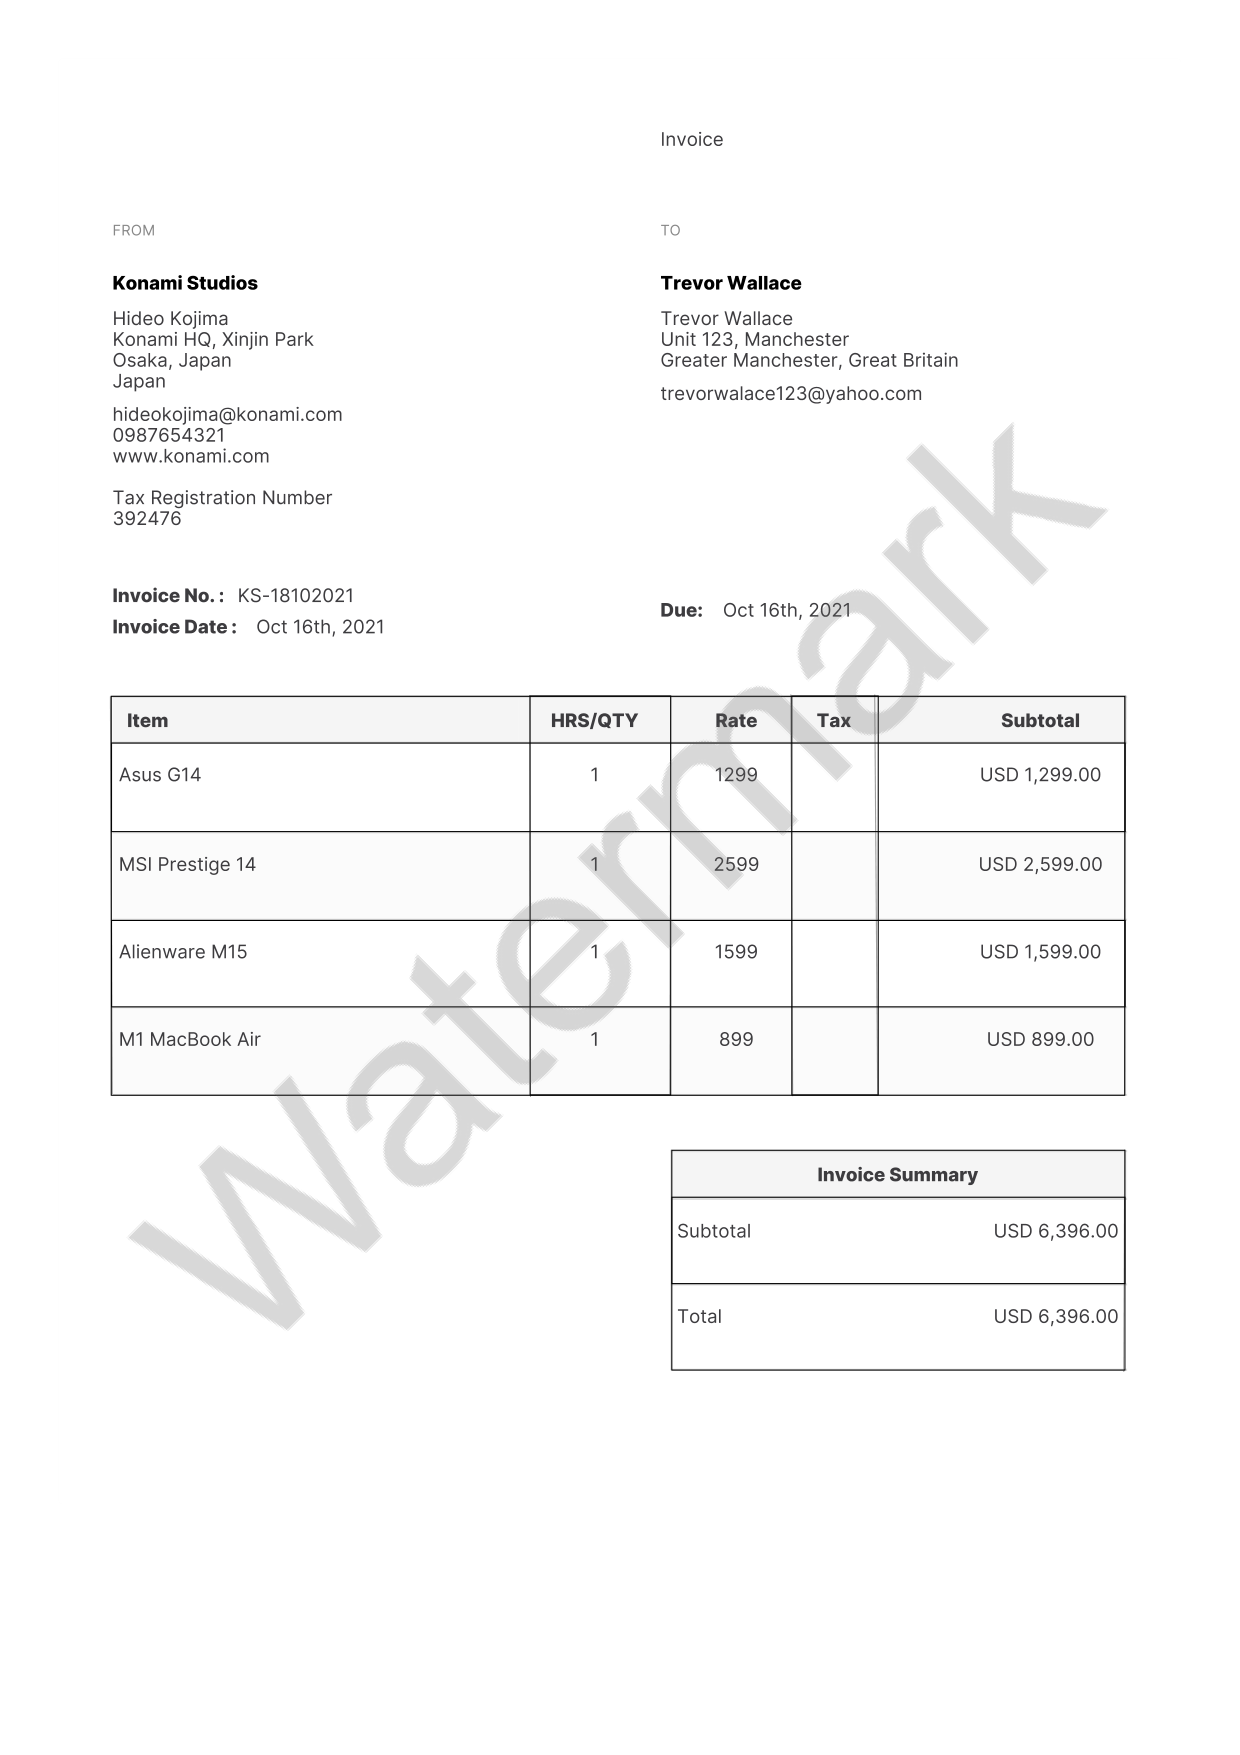 Invoice
FROM
TO
Konami Studios
Trevor Wallace
Hideo Kojima
Konami HQ, Xinjin Park
Osaka, Japan
Japan
Trevor Wallace
Unit 123, Manchester
Greater Manchester, Great Britain
hideokojima@konami.com
0987654321
www.konami.com
trevorwalace123@yahoo.com
Tax Registration Number
392476
Invoice No. : KS-18102021
Invoice Date : Oct 16th, 2021
Due: Oct 16th, 2021
Item HRS/QTY Rate Tax Subtotal
Asus G14 1 1299 USD 1,299.00
MSI Prestige 14 1 2599 USD 2,599.00
Alienware M15 1 1599 USD 1,599.00
M1 MacBook Air 1 899 USD 899.00
Invoice Summary
Subtotal USD 6,396.00
Total USD 6,396.00
Watermark